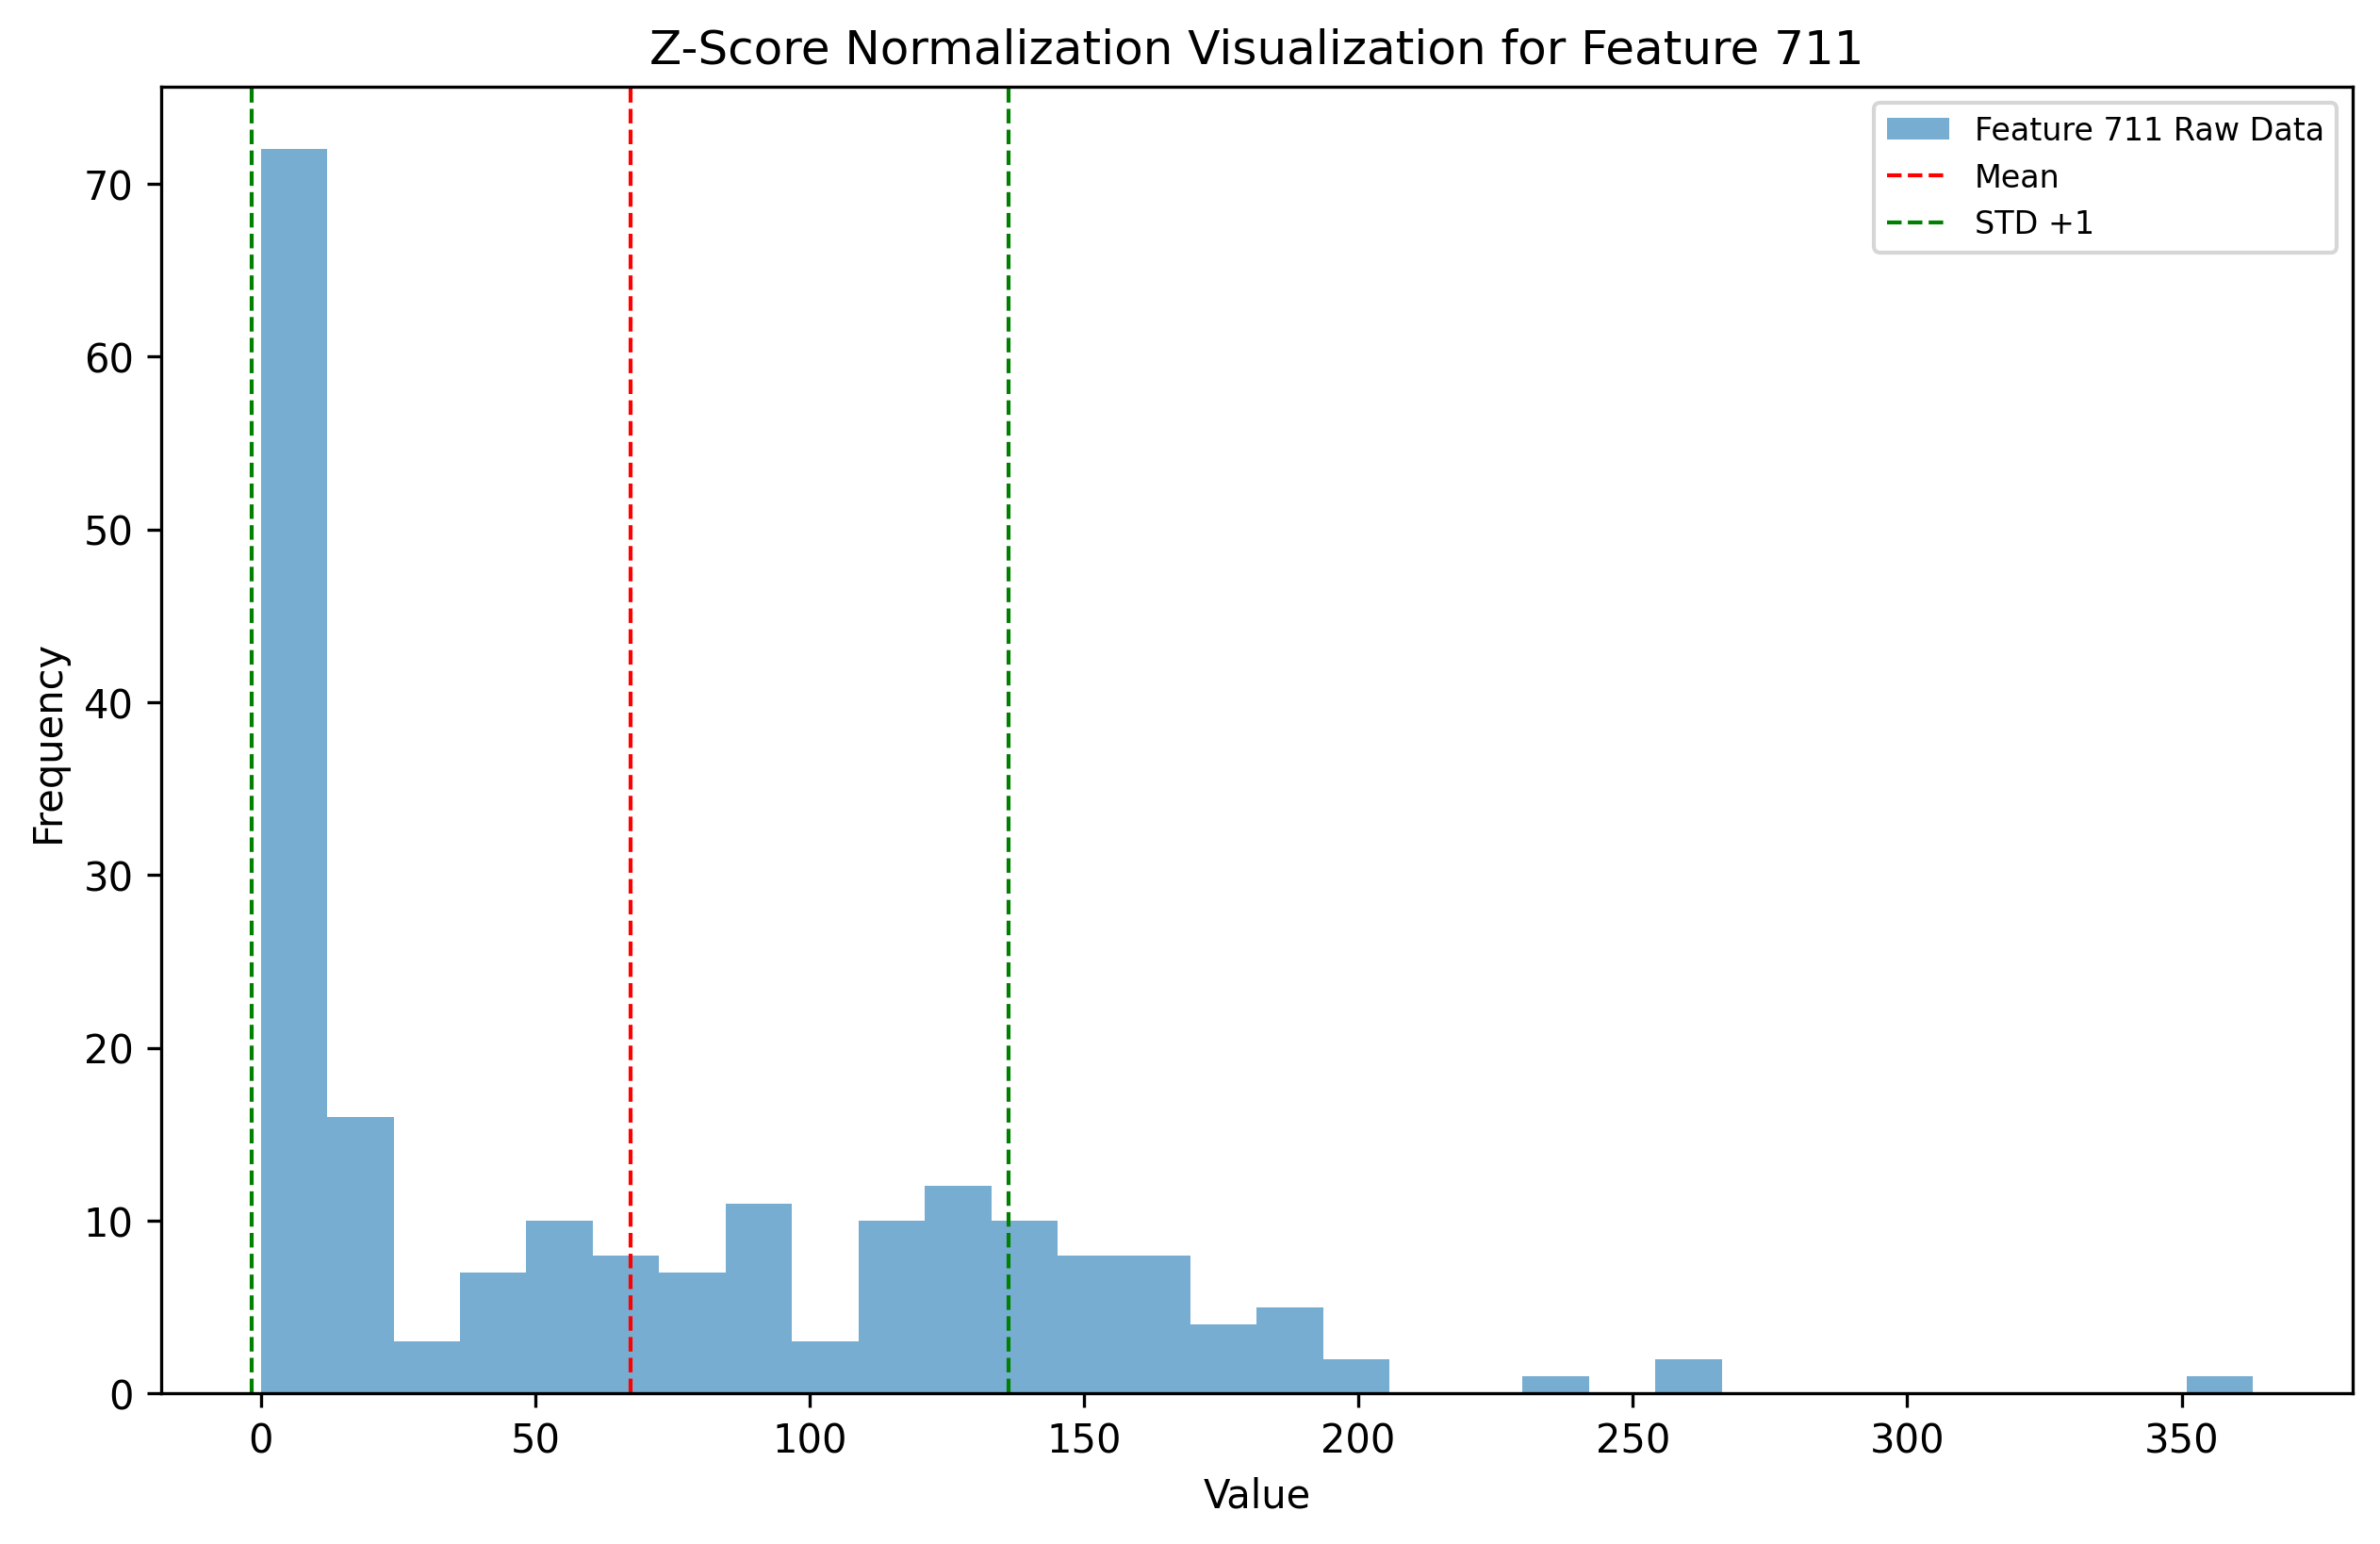 Z-Score Normalization Visualization for Feature 711
Feature 711 Raw Data
Mean
STD +1
70
60
50
40
30
20
10
0
Frequency
0 50 100 150 200 250 300 350
Value